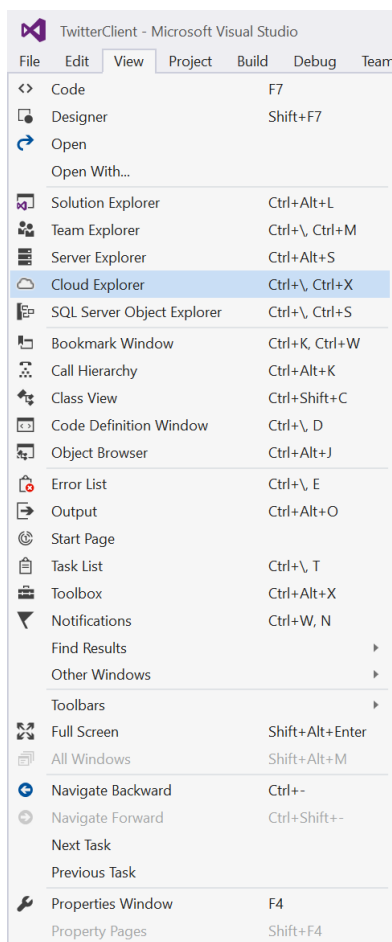 TwitterClient - Microsoft Visual Studio
File Edit View Project Build Debug Team
Code F7
Designer Shift+F7
Open
Open With...
Solution Explorer Ctrl+Alt+L
Team Explorer Ctrl+\, Ctrl+M
Server Explorer Ctrl+Alt+S
Cloud Explorer Ctrl+\, Ctrl+X
SQL Server Object Explorer Ctrl+\, Ctrl+S
Bookmark Window Ctrl+K, Ctrl+W
Call Hierarchy Ctrl+Alt+K
Class View Ctrl+Shift+C
Code Definition Window Ctrl+\, D
Object Browser Ctrl+Alt+J
Error List Ctrl+\, E
Output Ctrl+Alt+O
Start Page
Task List Ctrl+\, T
Toolbox Ctrl+Alt+X
Notifications Ctrl+W, N
Find Results
Other Windows
Toolbars
Full Screen Shift+Alt+Enter
All Windows Shift+Alt+M
Navigate Backward Ctrl+-
Navigate Forward Ctrl+Shift+-
Next Task
Previous Task
Properties Window F4
Property Pages Shift+F4